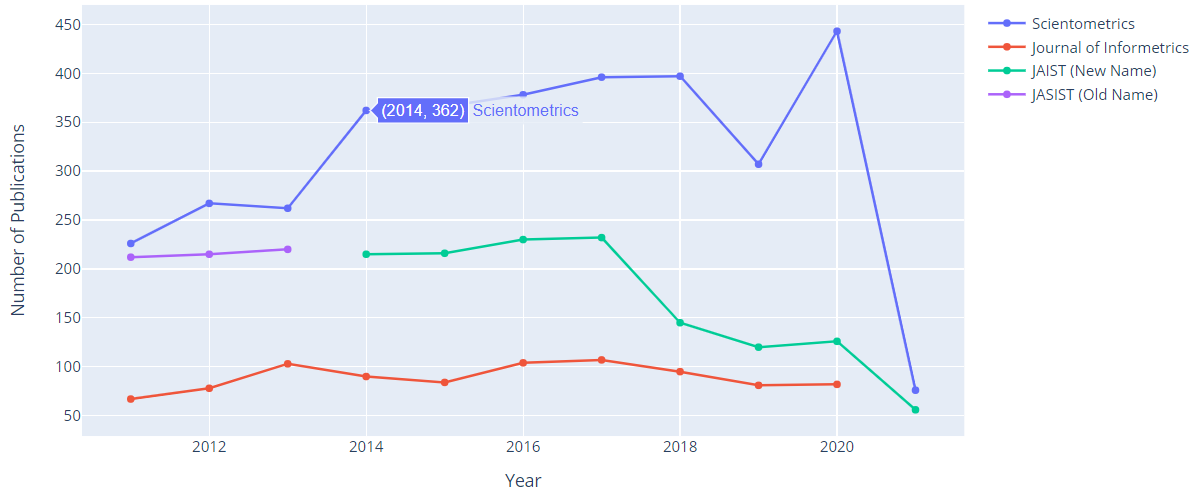 450
400
350
300
250
200
150
100
50
Number of Publications
2012
2014
2016
2018
2020
Year
(2014, 362) Scientometrics
Scientometrics
Journal of Informetrics
JAIST (New Name)
JASIST (Old Name)